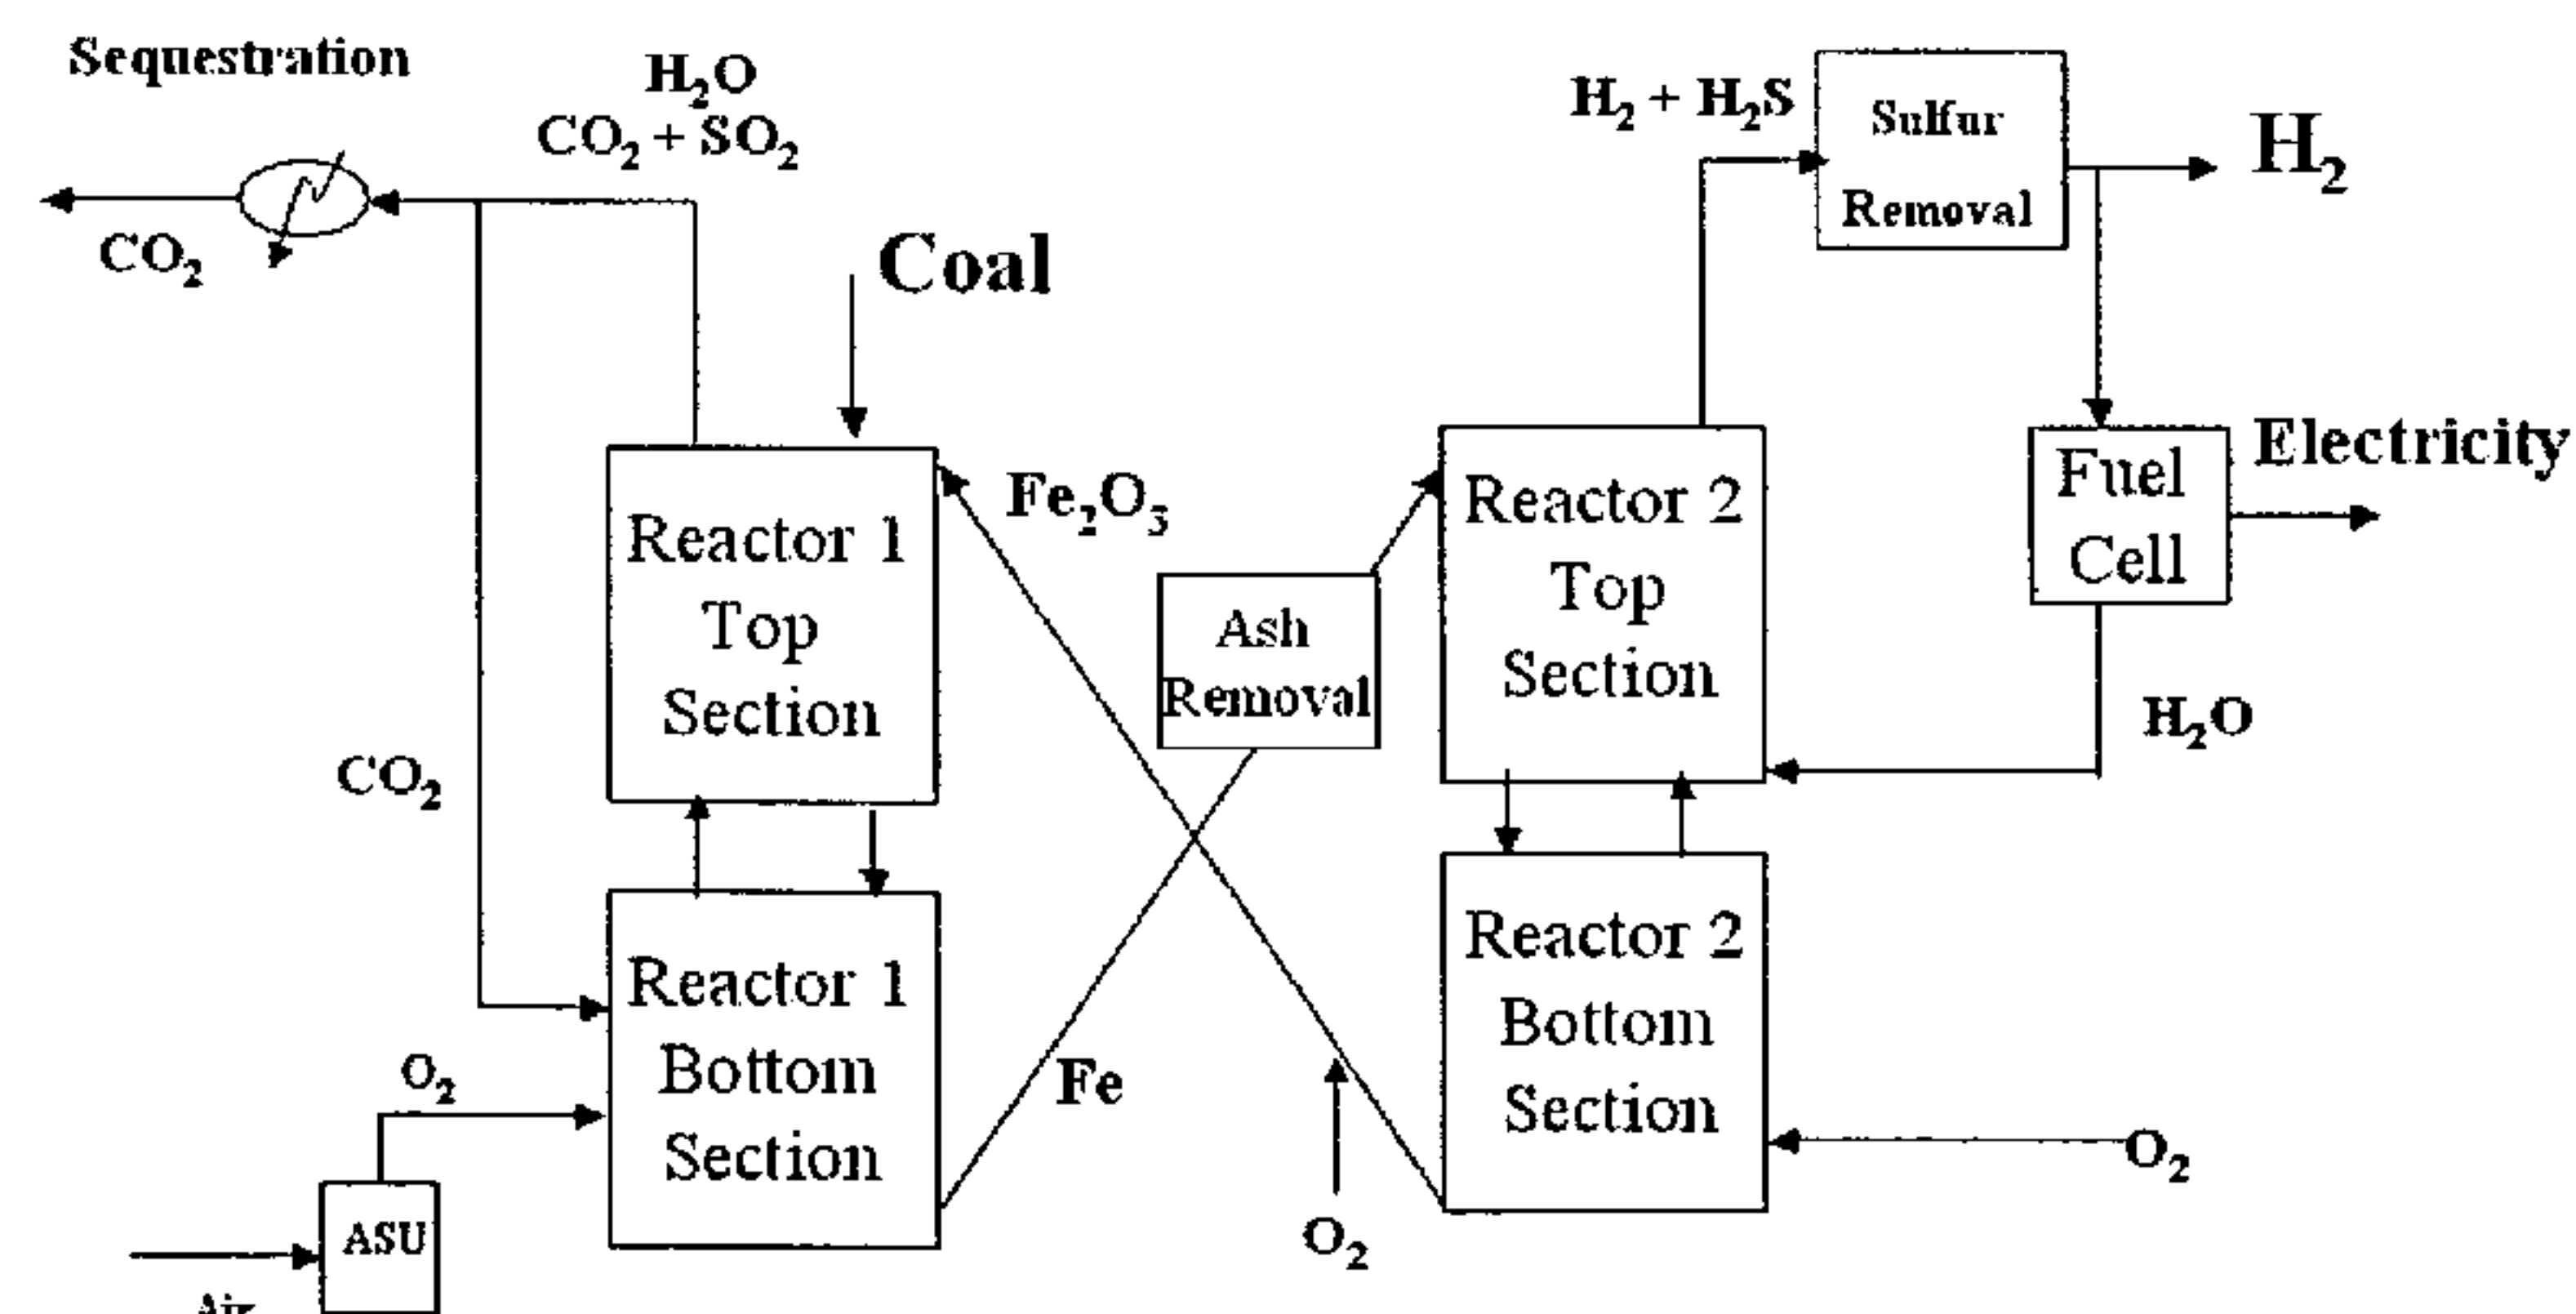 Sequestration
H₂O
CO₂ + SO₂
H₂ + H₂S
Sulfur
Removal
H₂
CO₂
Coal
Fe₂O₃
Electricity
Fuel
Cell
Reactor 1
Top
Section
Ash
Removal
Reactor 2
Top
Section
H₂O
CO₂
Reactor 1
Bottom
Section
Reactor 2
Bottom
Section
O₂
Fe
O₂
O₂
ASU
Air